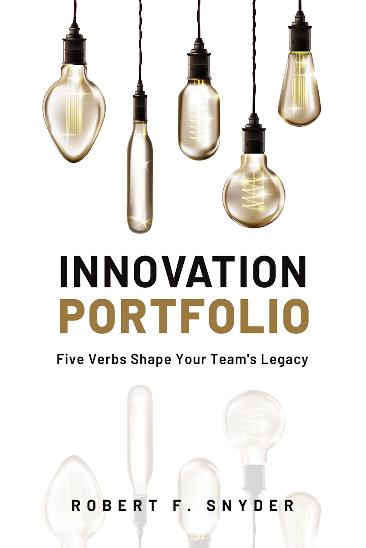 INNOVATION
PORTFOLIO
Five Verbs Shape Your Team's Legacy
ROBERT F. SNYDER